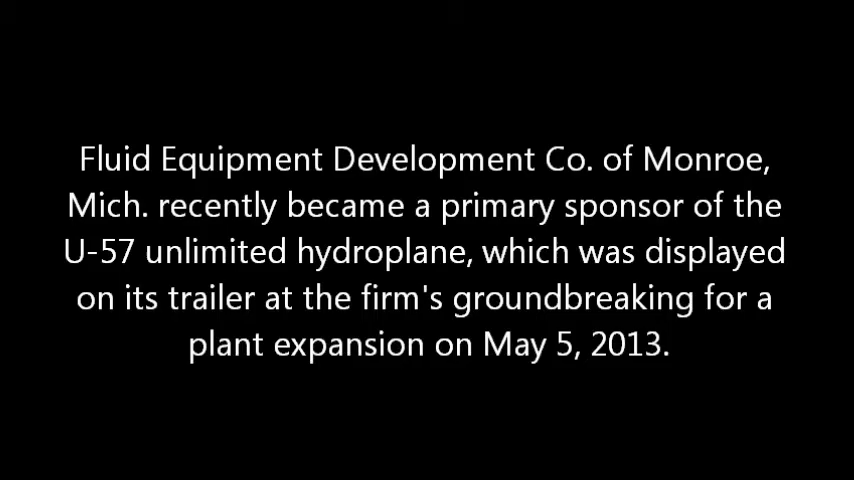 Fluid Equipment Development Co. of Monroe,
Mich. recently became a primary sponsor of the
U-57 unlimited hydroplane, which was displayed
on its trailer at the firm's groundbreaking for a
plant expansion on May 5, 2013.